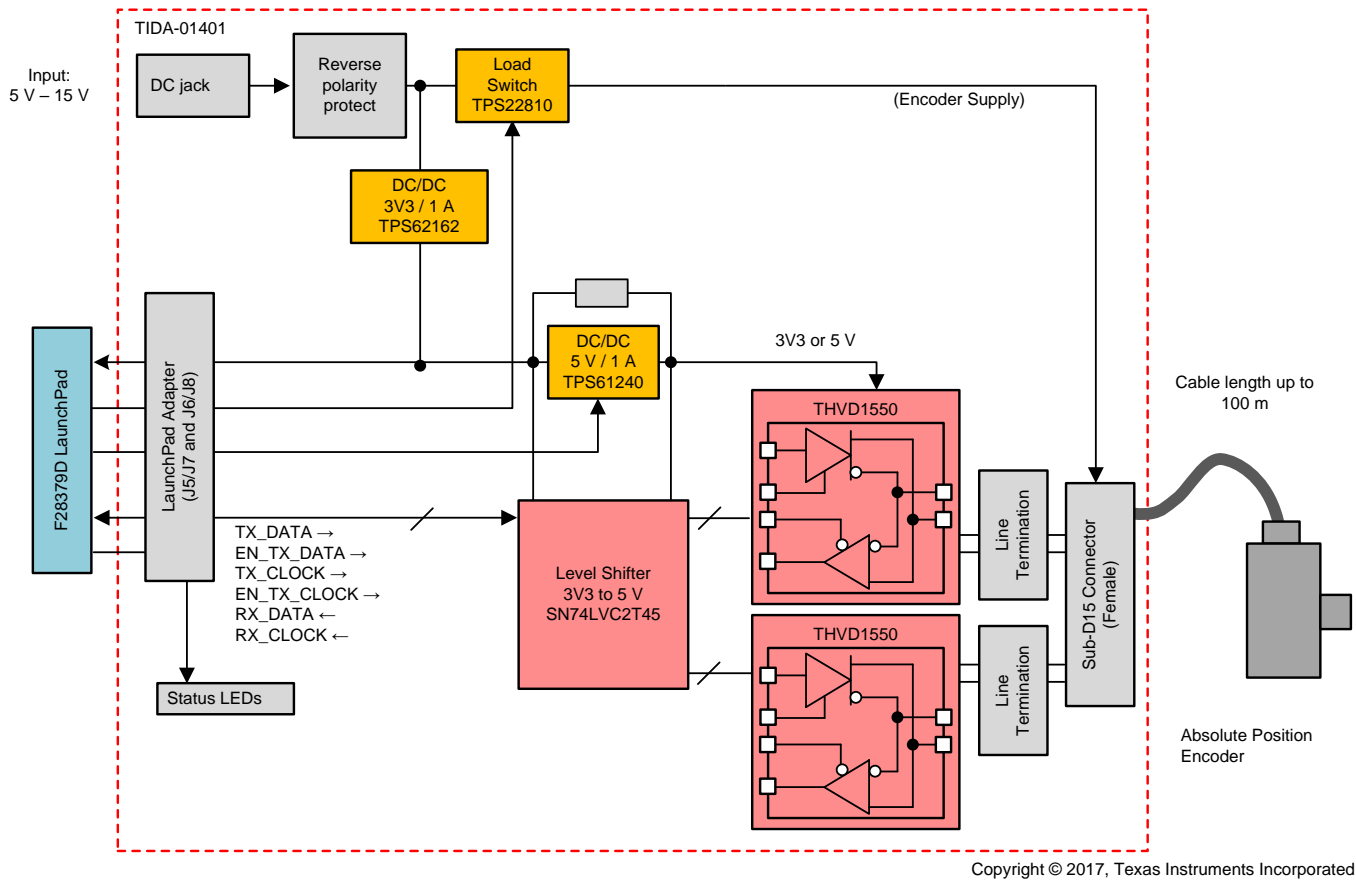 TIDA-01401
Input:
5 V – 15 V
DC jack
Reverse
polarity
protect
Load
Switch
TPS22810
(Encoder Supply)
DC/DC
3V3 / 1 A
TPS62162
F28379D LaunchPad
LaunchPad Adapter
(J5/J7 and J6/J8)
DC/DC
5 V / 1 A
TPS61240
3V3 or 5 V
Cable length up to
100 m
THVD1550
Line
Termination
Sub-D15 Connector
(Female)
TX_DATA →
EN_TX_DATA →
TX_CLOCK →
EN_TX_CLOCK →
RX_DATA ←
RX_CLOCK ←
Level Shifter
3V3 to 5 V
SN74LVC2T45
THVD1550
Line
Termination
Status LEDs
Absolute Position
Encoder
Copyright © 2017, Texas Instruments Incorporated